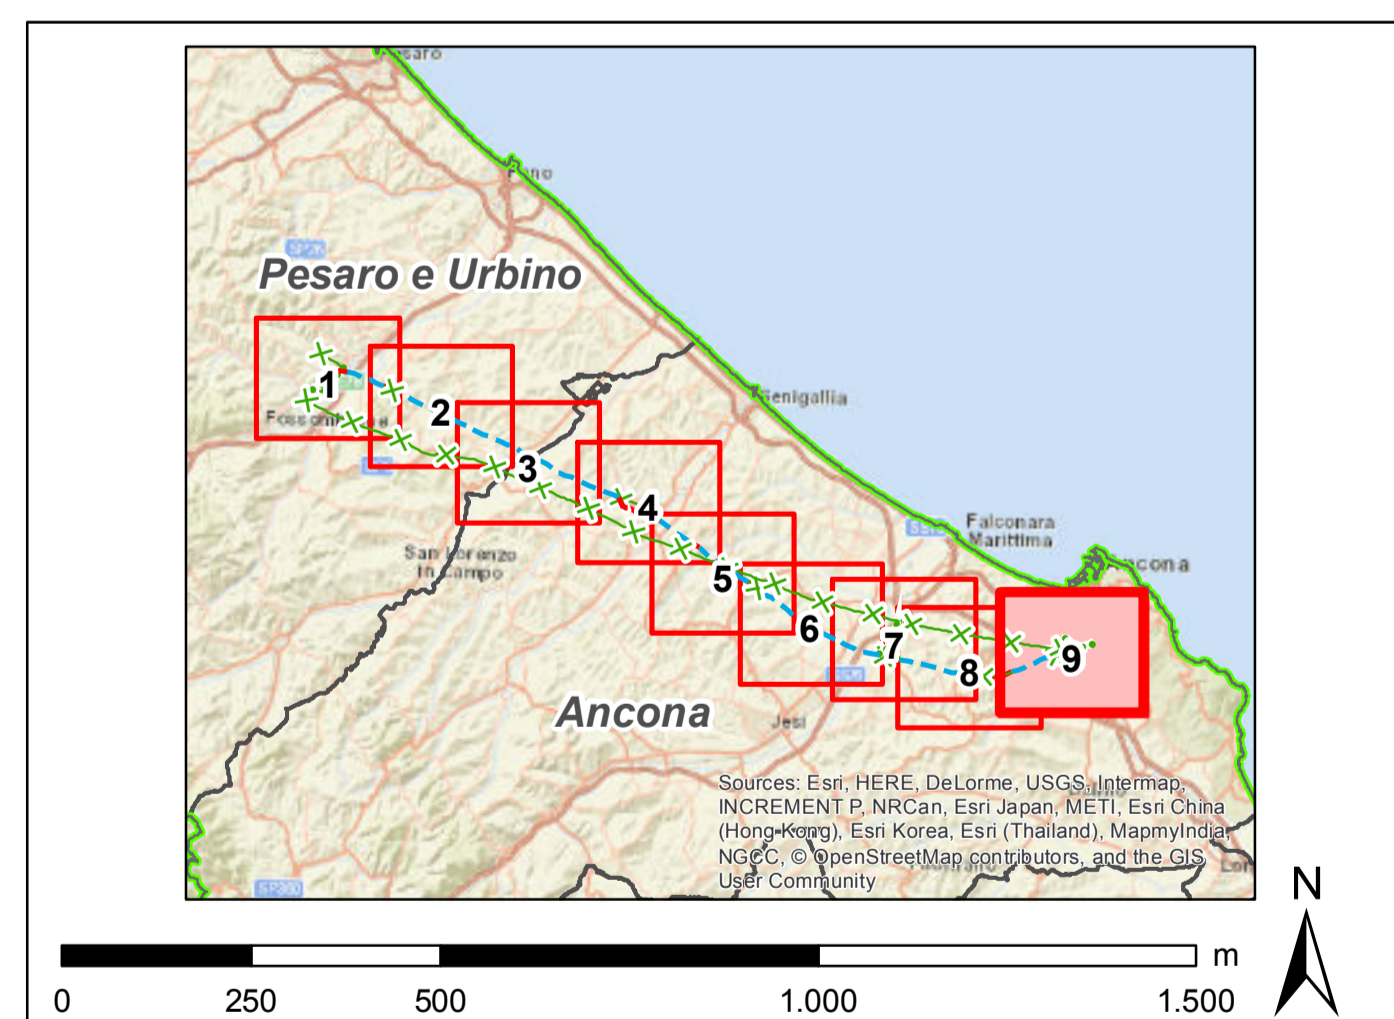 Pesaro e Urbino
1
2
3
San Lorenzo
In Campo
4
Senigallia
5
6
7
8
9
Falconara
Marittima
Ancona
Jesi
Sources: Esri, HERE, DeLorme, USGS, Intermap,
INCREMENT P, NRCan, Esri Japan, METI, Esri China
(Hong Kong), Esri Korea, Esri (Thailand), MapmyIndia,
NGCC, © OpenStreetMap contributors, and the GIS
User Community
SP360
N
m
0 250 500 1.000 1.500